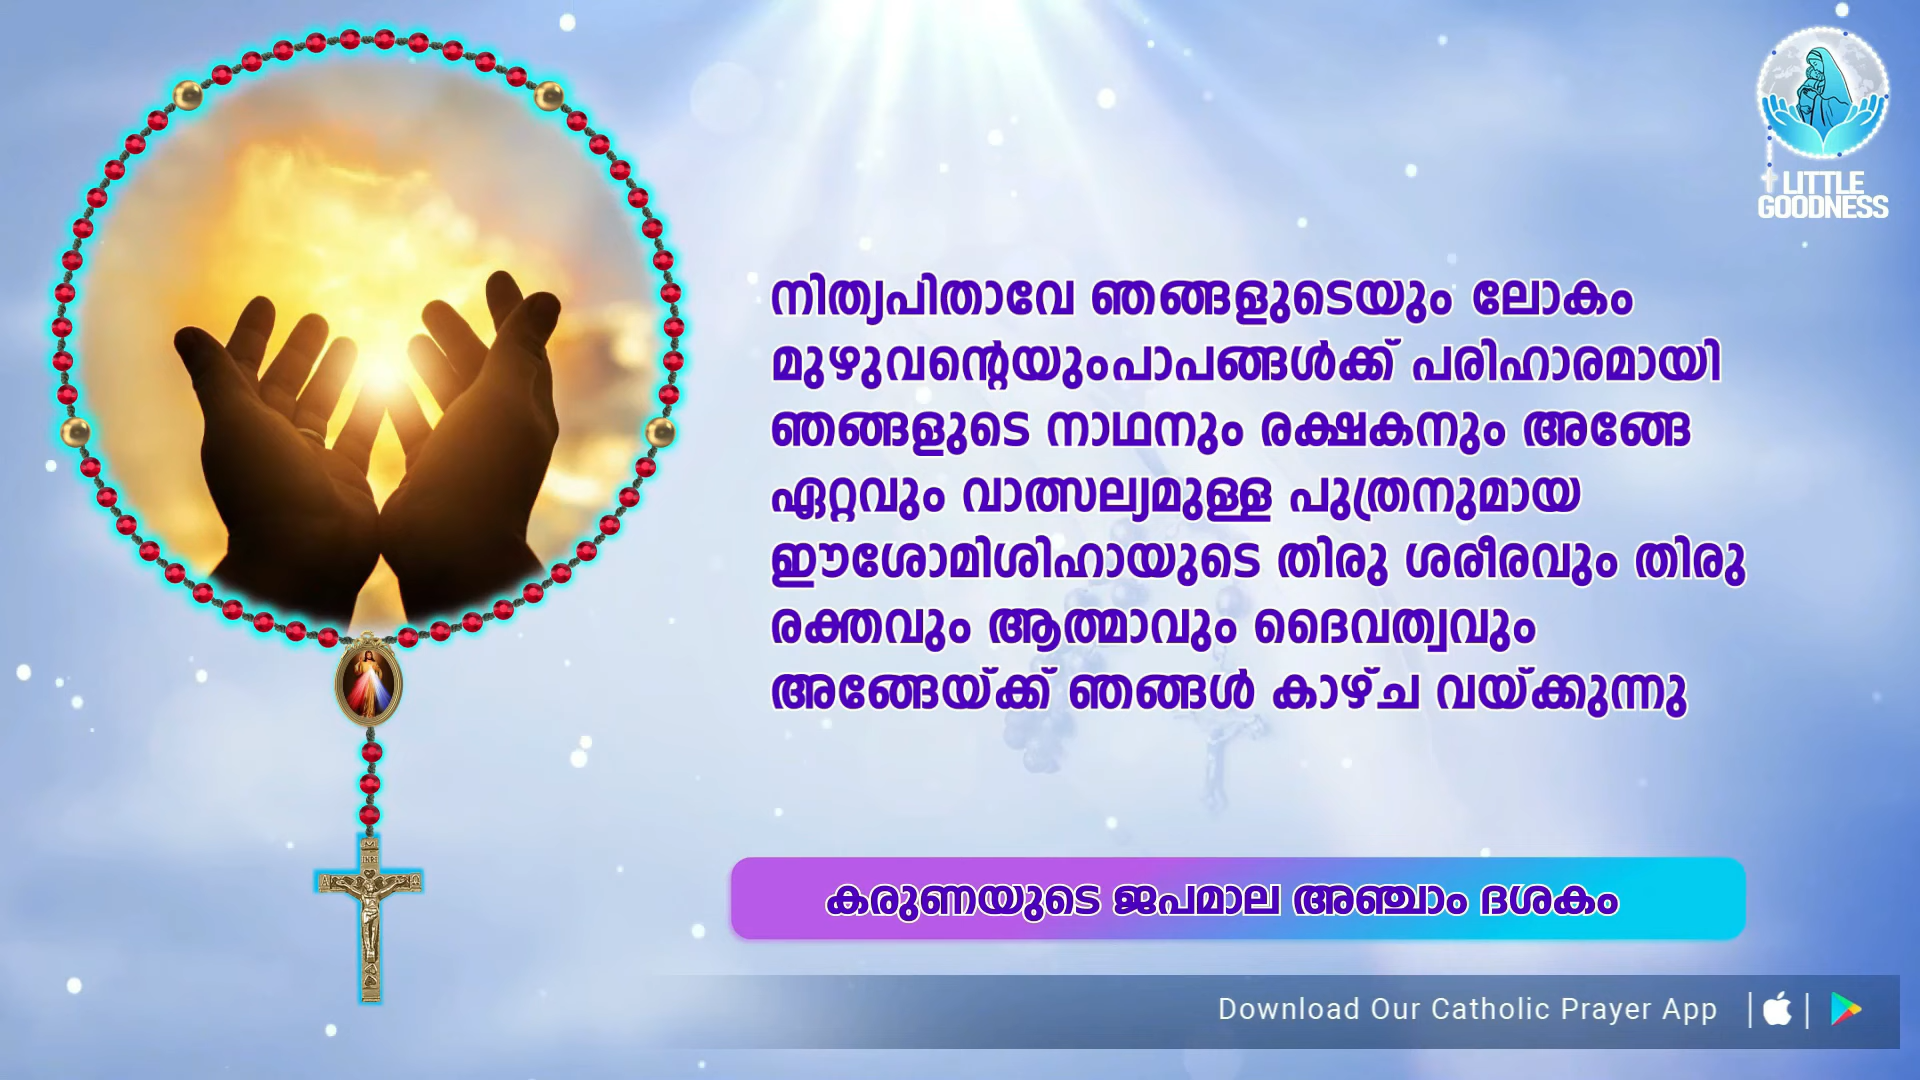 LITTLE
GOODNESS
നിത്യപിതാവേ ഞങ്ങളുടെയും ലോകം
മുഴുവന്റെയുംപാപങ്ങൾക്ക് പരിഹാരമായി
ഞങ്ങളുടെ നാഥനും രക്ഷകനും അങ്ങേ
ഏറ്റവും വാത്സല്യമുള്ള പുത്രനുമായ
ഈശോമിശിഹായുടെ തിരു ശരീരവും തിരു
രക്തവും ആത്മാവും ദൈവത്വവും
അങ്ങേയ്ക്ക് ഞങ്ങൾ കാഴ്ച വയ്ക്കുന്നു
കരുണയുടെ ജപമാല അഞ്ചാം ദശകം
Download Our Catholic Prayer App